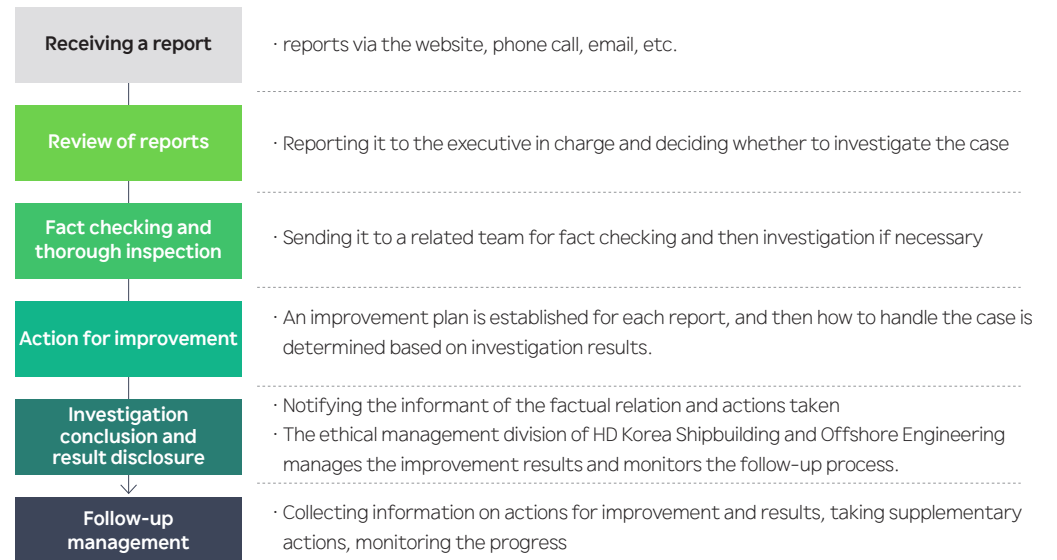 Receiving a report
· reports via the website, phone call, email, etc.
Review of reports
· Reporting it to the executive in charge and deciding whether to investigate the case
Fact checking and
thorough inspection
· Sending it to a related team for fact checking and then investigation if necessary
Action for improvement
· An improvement plan is established for each report, and then how to handle the case is
determined based on investigation results.
Investigation
conclusion and
result disclosure
· Notifying the informant of the factual relation and actions taken
· The ethical management division of HD Korea Shipbuilding and Offshore Engineering
manages the improvement results and monitors the follow-up process.
Follow-up
management
· Collecting information on actions for improvement and results, taking supplementary
actions, monitoring the progress